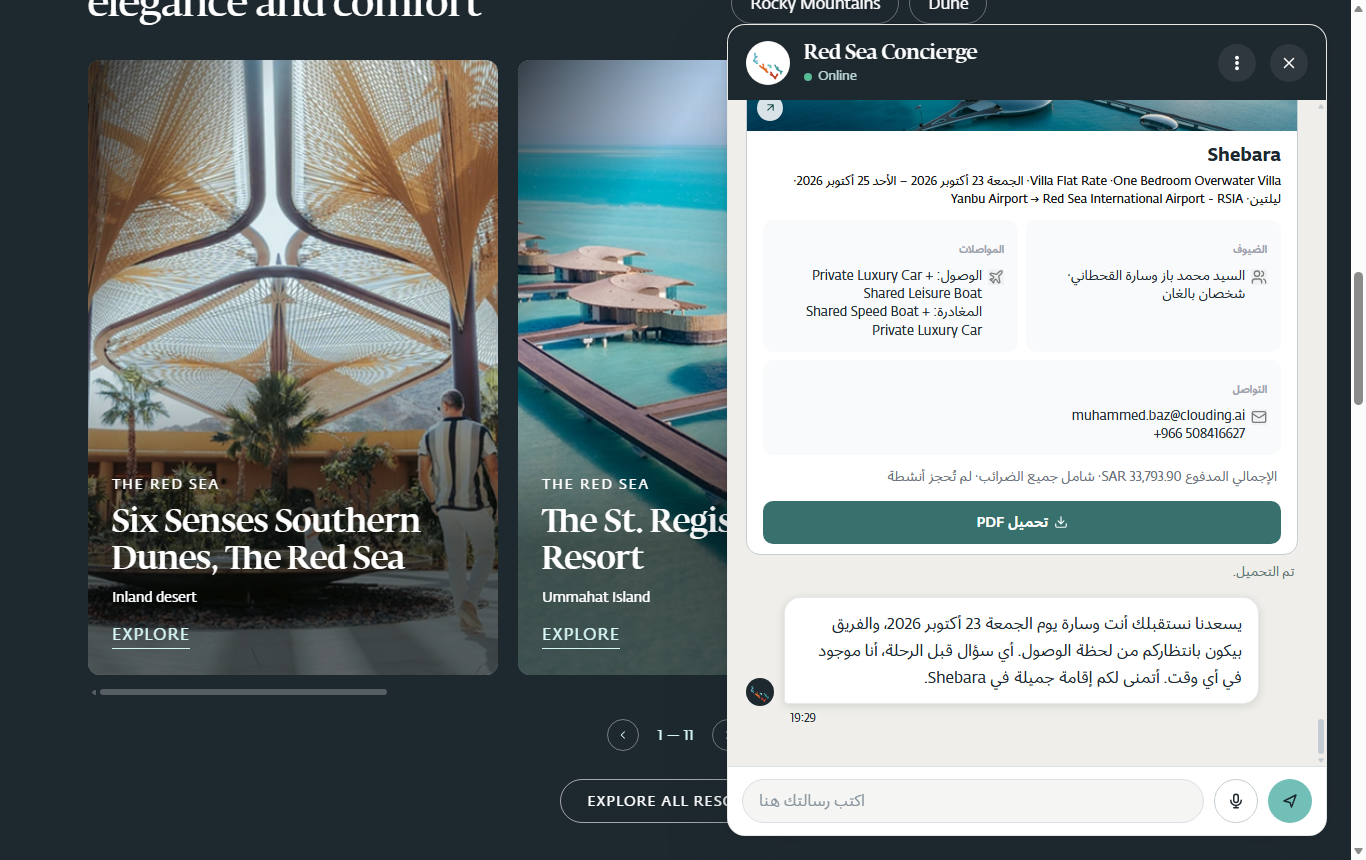 elegance and comfort
THE RED SEA
Six Senses Southern
Dunes, The Red Sea
Inland desert
EXPLORE
THE RED SEA
The St. Regis
Resort
Ummahat Island
EXPLORE
1 — 11
EXPLORE ALL RESO
Rocky Mountains
Dune
Red Sea Concierge
Online
Shebara
Villa Flat Rate ·One Bedroom Overwater Villa· الجمعة 23 أكتوبر 2026 – الأحد 25 أكتوبر 2026·
ليلتين· Yanbu Airport → Red Sea International Airport - RSIA
الضيوف
السيد محمد باز وسارة القحطاني·
شخصان بالغان
المواصلات
الوصول: Private Luxury Car +
Shared Leisure Boat
المغادرة: Shared Speed Boat +
Private Luxury Car
التواصل
muhammed.baz@clouding.ai
+966 508416627
الإجمالي المدفوع SAR 33,793.90· شامل جميع الضرائب· لم تُحجز أنشطة
تحميل PDF
تم التحميل.
يسعدنا نستقبلك أنت وسارة يوم الجمعة 23 أكتوبر 2026، والفريق
بيكون بانتظاركم من لحظة الوصول. أي سؤال قبل الرحلة، أنا موجود
في أي وقت. أتمنى لكم إقامة جميلة في Shebara.
19:29
اكتب رسالتك هنا